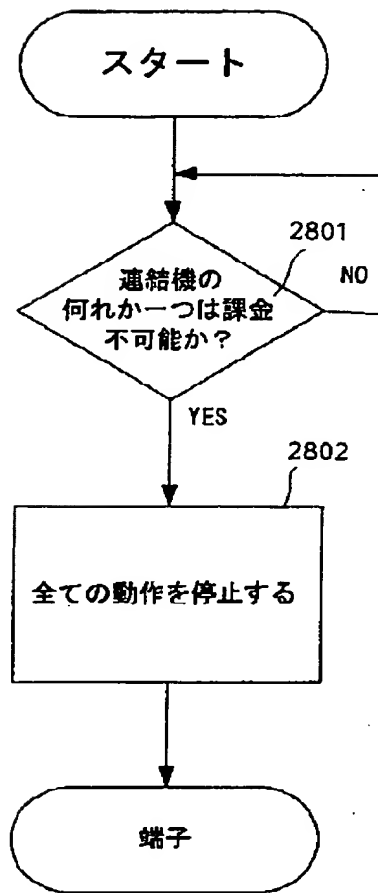 スタート
2801
連結機の
何れか一つは課金
不可能か？
NO
YES
2802
全ての動作を停止する
端子